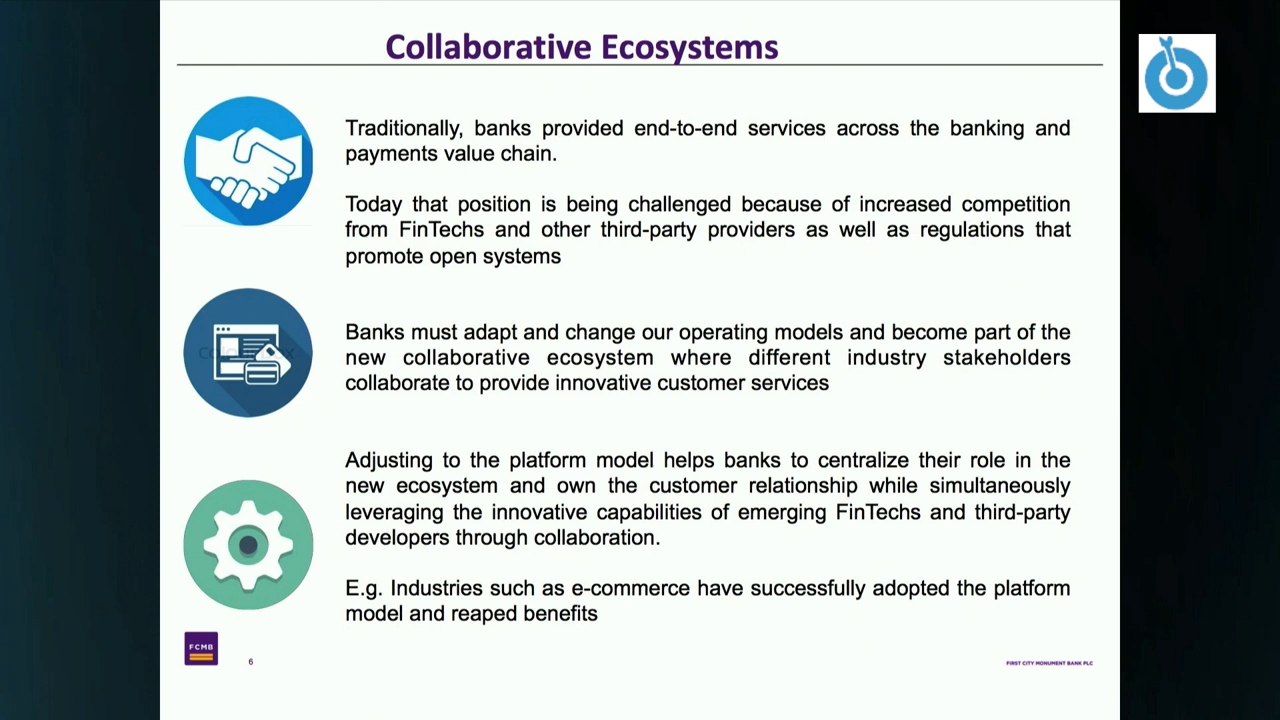 Collaborative Ecosystems
Traditionally, banks provided end-to-end services across the banking and
payments value chain.
Today that position is being challenged because of increased competition
from FinTechs and other third-party providers as well as regulations that
promote open systems
Banks must adapt and change our operating models and become part of the
new collaborative ecosystem where different industry stakeholders
collaborate to provide innovative customer services
Adjusting to the platform model helps banks to centralize their role in the
new ecosystem and own the customer relationship while simultaneously
leveraging the innovative capabilities of emerging FinTechs and third-party
developers through collaboration.
E.g. Industries such as e-commerce have successfully adopted the platform
model and reaped benefits
FCMB
6
FIRST CITY MONUMENT BANK PLC